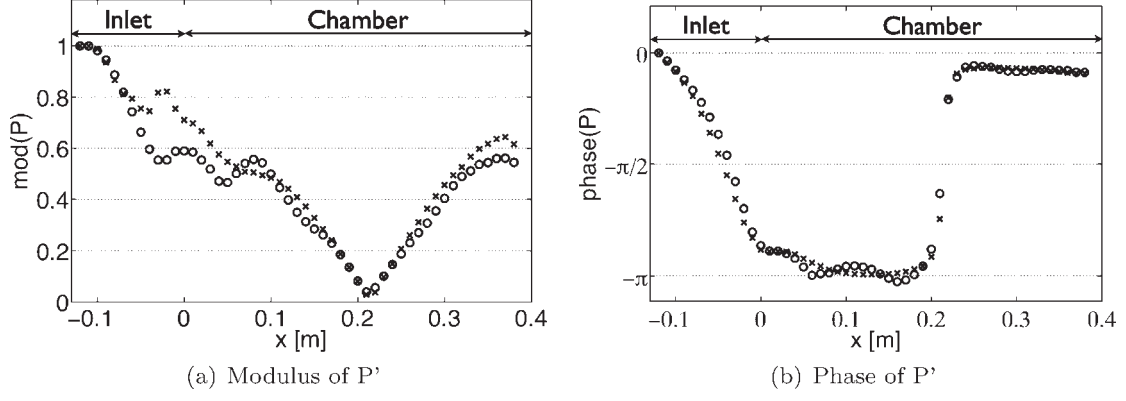 Inlet Chamber
1
0.8
0.6
0.4
0.2
0
mod(P)
−0.1 0 0.1 0.2 0.3 0.4
x [m]
(a) Modulus of P'
Inlet Chamber
0
−π/2
−π
phase(P)
−0.1 0 0.1 0.2 0.3 0.4
x [m]
(b) Phase of P'